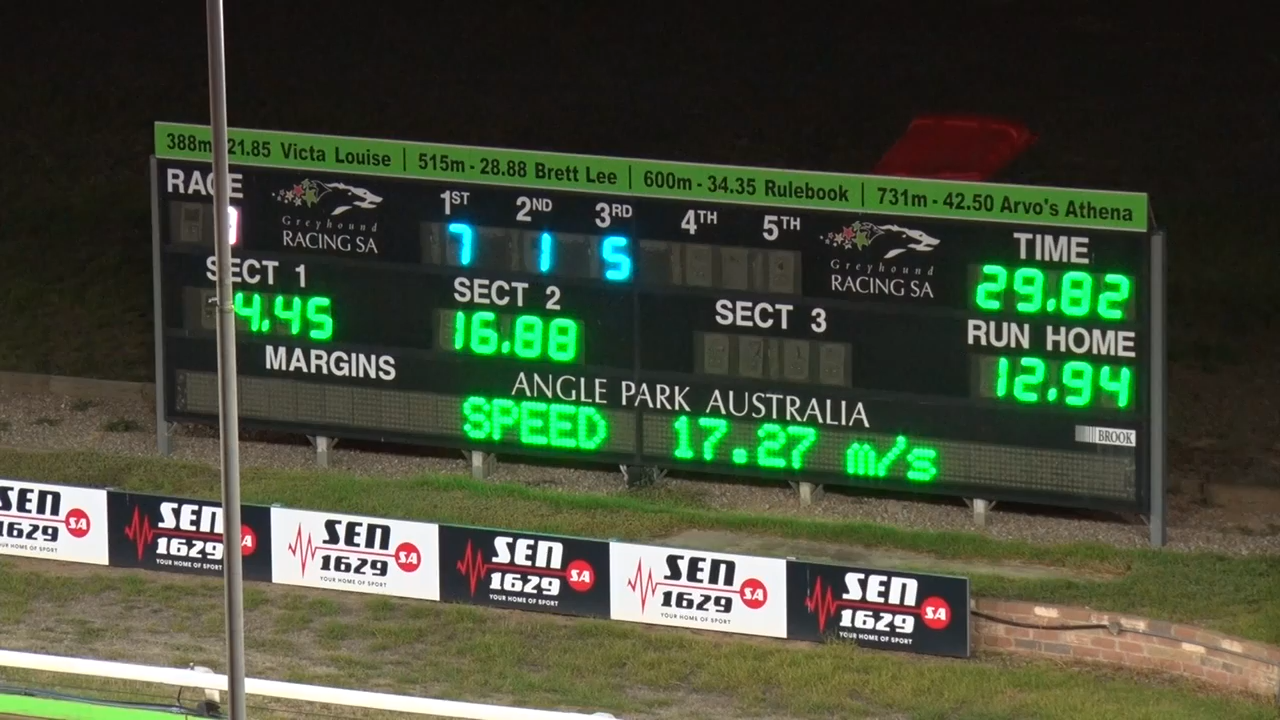 388m 21.85 Victa Louise | 515m - 28.88 Brett Lee | 600m - 34.35 Rulebook | 731m - 42.50 Arvo's Athena
RACE
Greyhound
RACING SA
1ST 2ND 3RD 4TH 5TH
7 1 5
Greyhound
RACING SA
TIME
29.82
SECT 1
4.45
SECT 2
16.88
SECT 3
RUN HOME
12.94
MARGINS
ANGLE PARK AUSTRALIA
SPEED 17.27 m/s
BROOK
SEN
1629
SA
YOUR HOME OF SPORT
SEN
1629
YOUR HOME OF SPORT
SEN
1629
SA
YOUR HOME OF SPORT
SEN
1629
SA
YOUR HOME OF SPORT
SEN
1629
SA
YOUR HOME OF SPORT
SEN
1629
SA
YOUR HOME OF SPORT